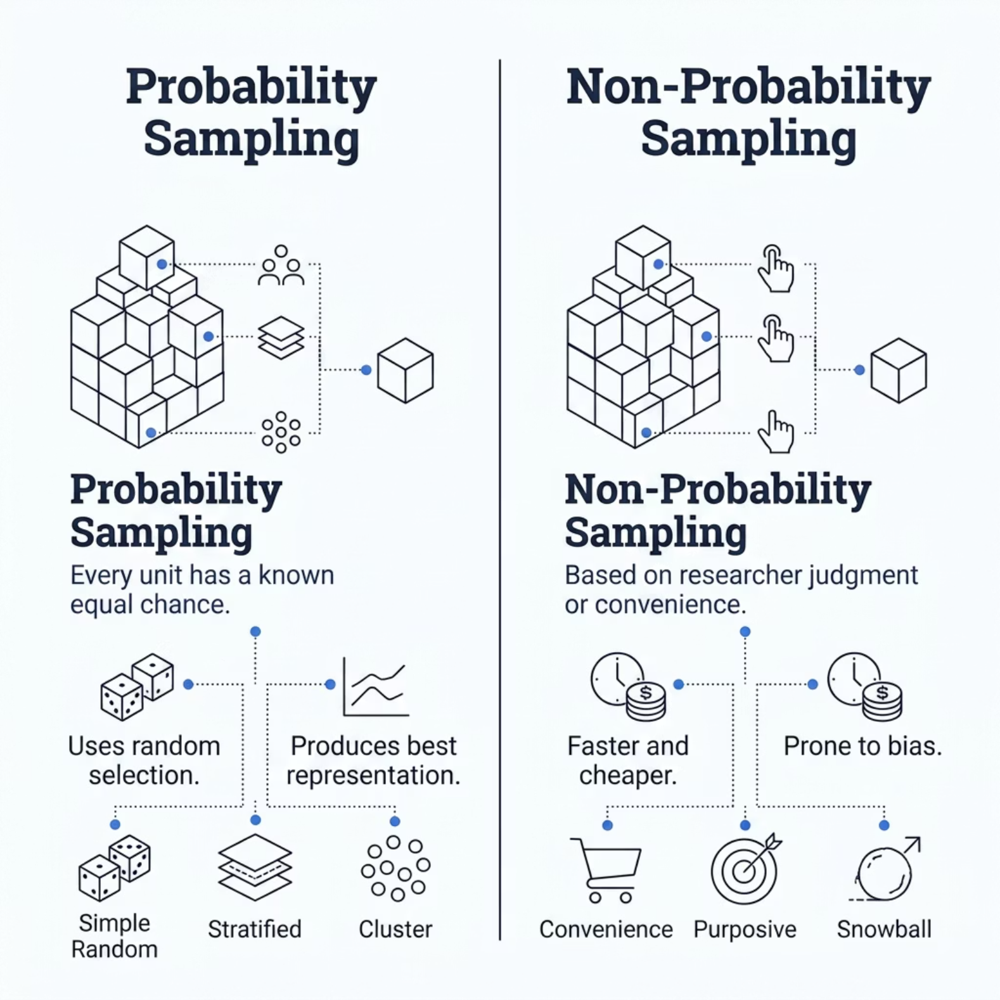 Probability
Sampling
Probability
Sampling
Every unit has a known
equal chance.
Uses random
selection.
Produces best
representation.
Simple
Random
Stratified
Cluster
Non-Probability
Sampling
Non-Probability
Sampling
Based on researcher judgment
or convenience.
$
Faster and
cheaper.
$
Prone to bias.
Convenience
Purposive
Snowball